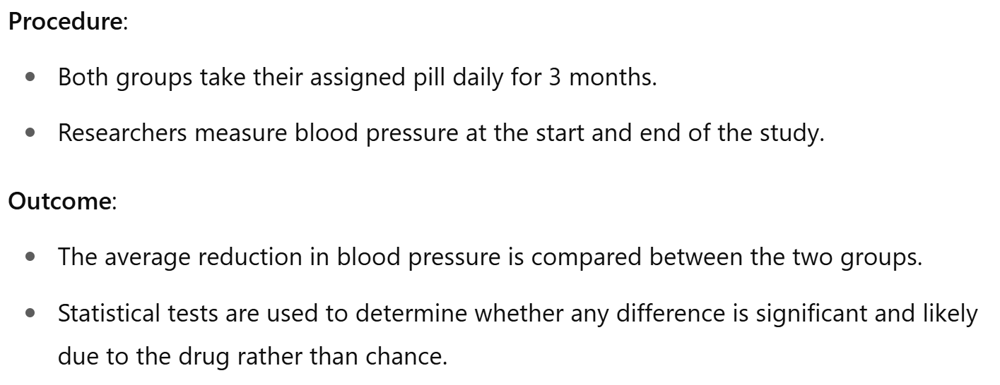 Procedure:
• Both groups take their assigned pill daily for 3 months.
• Researchers measure blood pressure at the start and end of the study.
Outcome:
• The average reduction in blood pressure is compared between the two groups.
• Statistical tests are used to determine whether any difference is significant and likely
due to the drug rather than chance.